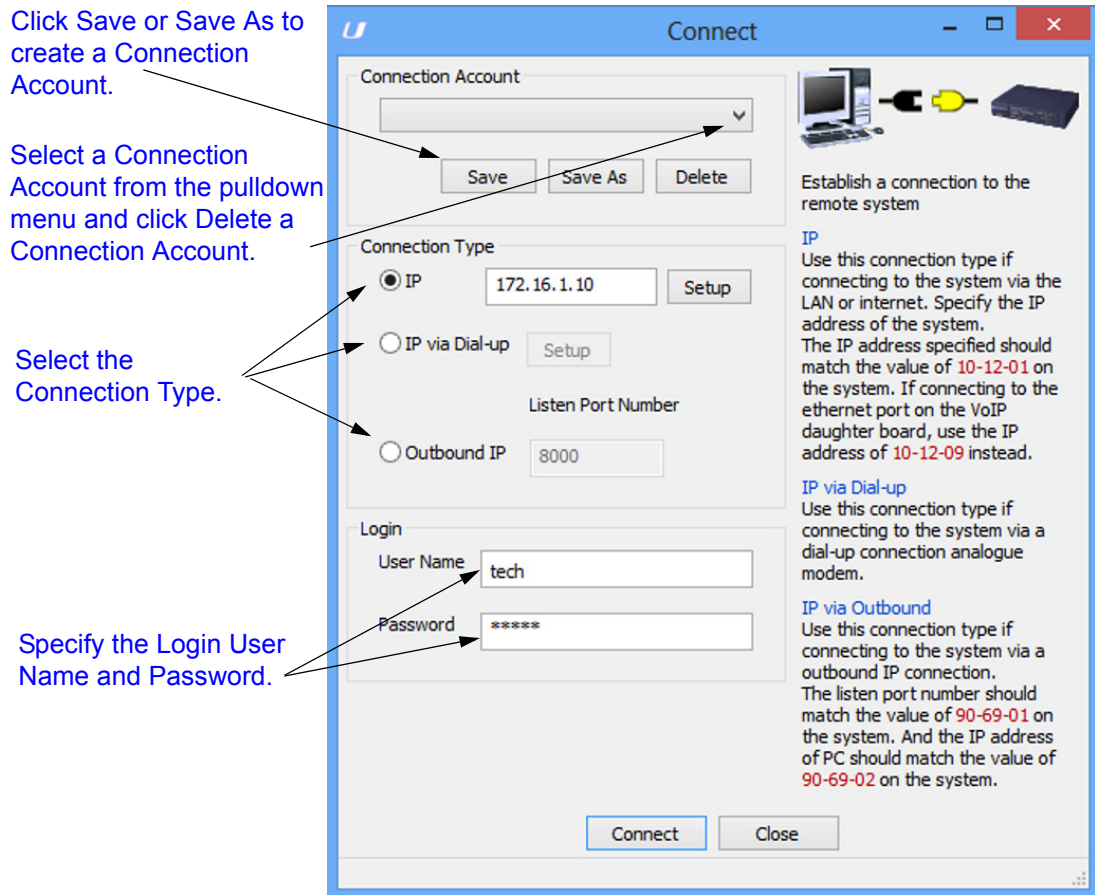 Click Save or Save As to
create a Connection
Account.
Select a Connection
Account from the pulldown
menu and click Delete a
Connection Account.
Select the
Connection Type.
Specify the Login User
Name and Password.
U
Connect
Connection Account
Save
Save As
Delete
Connection Type
IP
172.16.1.10
Setup
IP via Dial-up
Setup
Listen Port Number
Outbound IP
8000
Login
User Name
tech
Password
*****
Establish a connection to the
remote system
IP
Use this connection type if
connecting to the system via the
LAN or internet. Specify the IP
address of the system.
The IP address specified should
match the value of 10-12-01 on
the system. If connecting to the
ethernet port on the VoIP
daughter board, use the IP
address of 10-12-09 instead.
IP via Dial-up
Use this connection type if
connecting to the system via a
dial-up connection analogue
modem.
IP via Outbound
Use this connection type if
connecting to the system via a
outbound IP connection.
The listen port number should
match the value of 90-69-01 on
the system. And the IP address
of PC should match the value of
90-69-02 on the system.
Connect
Close